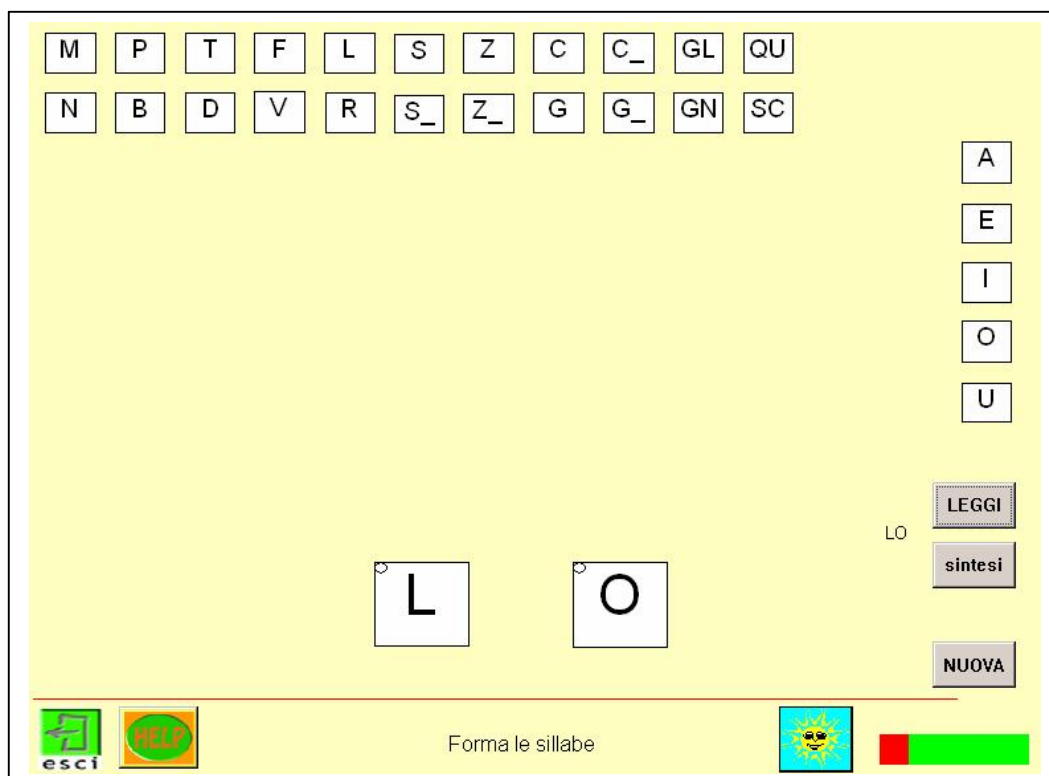 M P T F L S Z C C_ GL QU
N B D V R S_ Z_ G G_ GN SC
A
E
I
O
U
LEGGI
LO
sintesi
L O
NUOVA
esci HELP Forma le sillabe